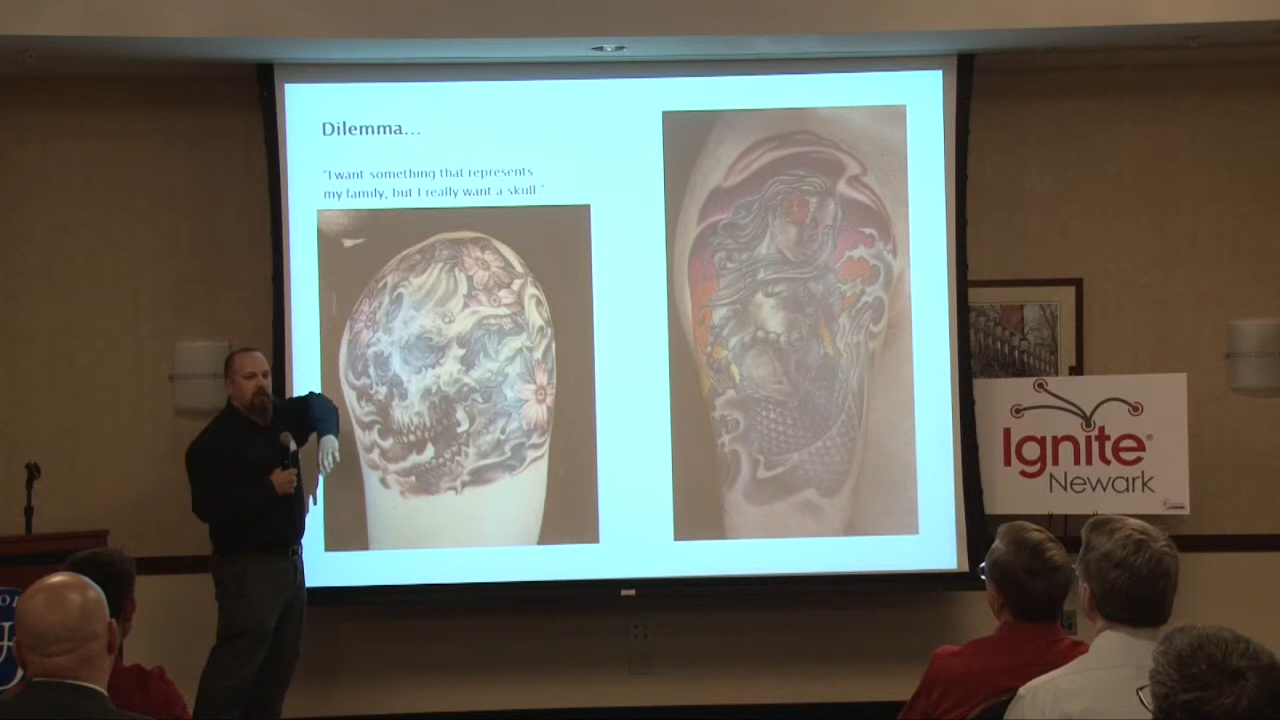 Dilemma...
"I want something that represents
my family, but I really want a skull."
Ignite
Newark